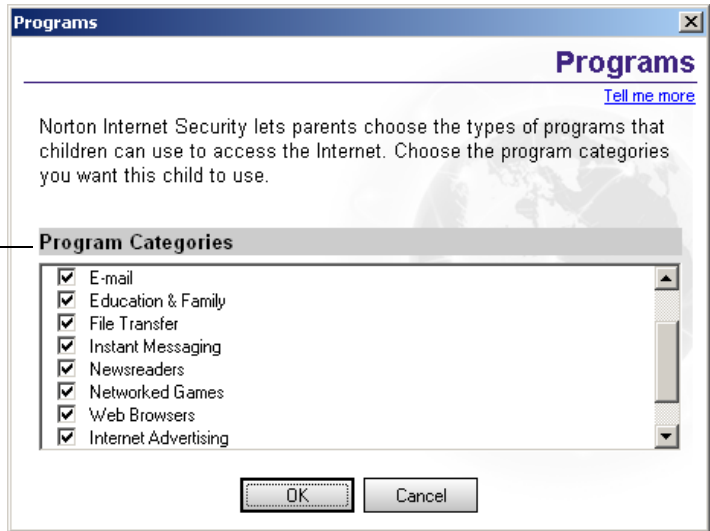 Programs
Programs
Tell me more
Norton Internet Security lets parents choose the types of programs that
children can use to access the Internet. Choose the program categories
you want this child to use.
Program Categories
E-mail
Education & Family
File Transfer
Instant Messaging
Newsreaders
Networked Games
Web Browsers
Internet Advertising
OK
Cancel